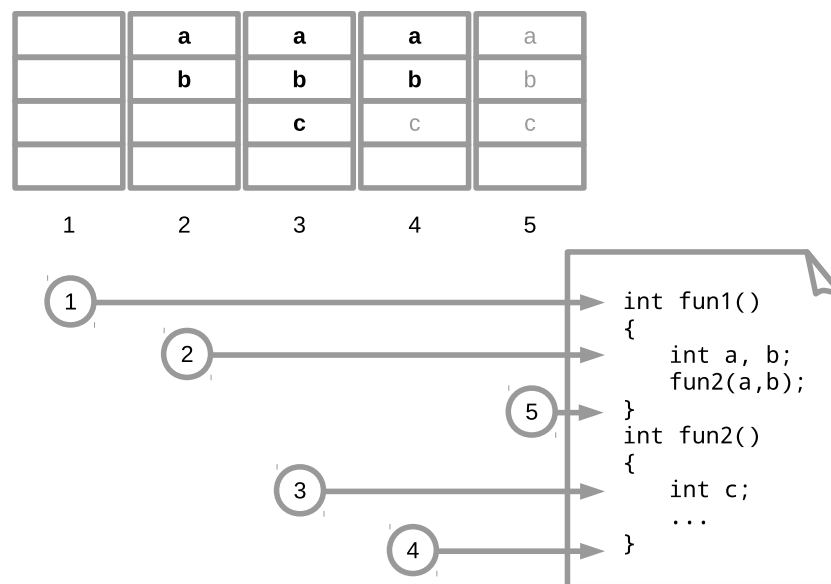 a a a a
b b b b
c c c
1 2 3 4 5
1
int fun1()
{
2
int a, b;
fun2(a,b);
5
}
int fun2()
{
3
int c;
...
4
}